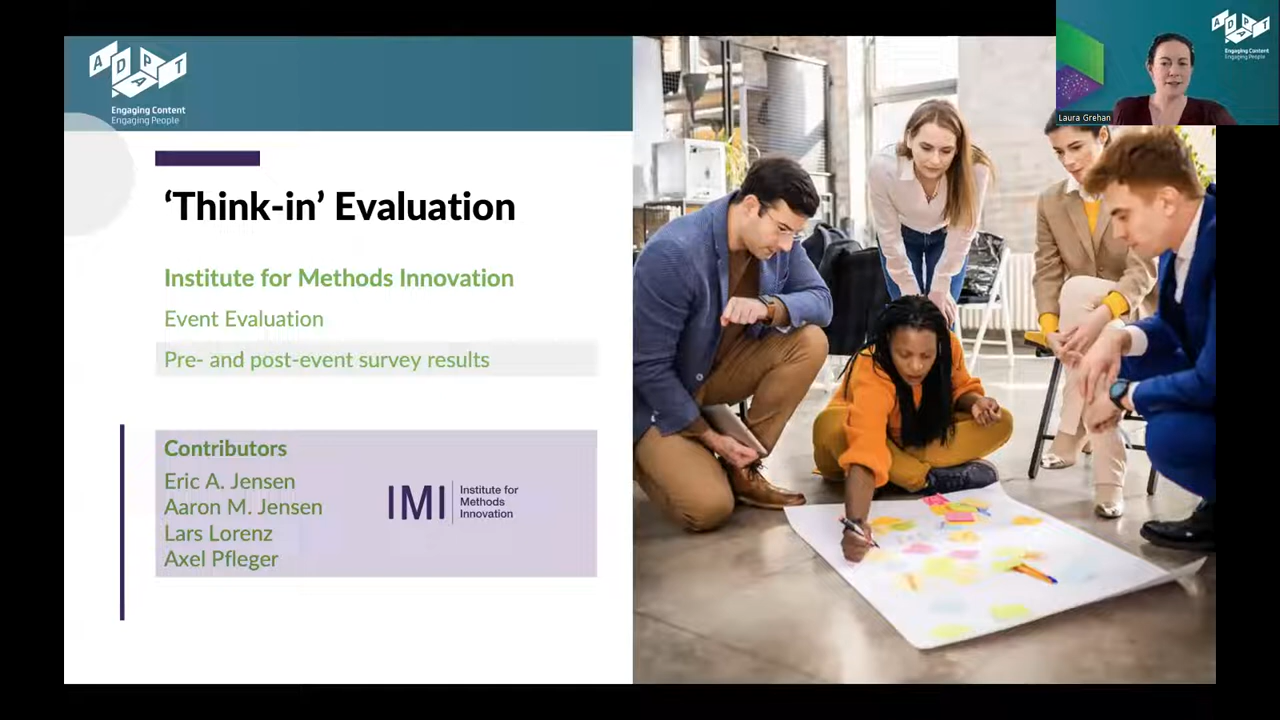 ADAPT
Engaging Content
Engaging People
‘Think-in’ Evaluation
Institute for Methods Innovation
Event Evaluation
Pre- and post-event survey results
Contributors
Eric A. Jensen
Aaron M. Jensen
Lars Lorenz
Axel Pfleger
IMI
Institute for
Methods
Innovation
ADAPT
Engaging Content
Engaging People
Laura Grehan